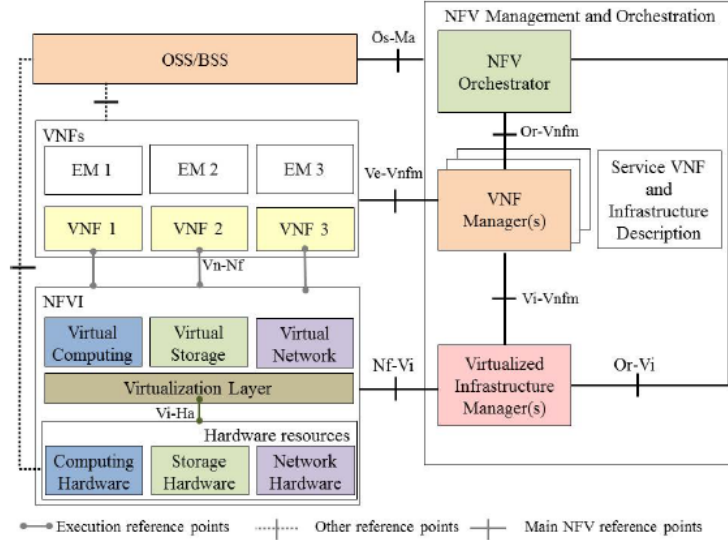 NFV Management and Orchestration
Os-Ma
OSS/BSS
NFV
Orchestrator
Or-Vnfm
VNFs
EM 1
EM 2
EM 3
Ve-Vnfm
VNF
Manager(s)
Service VNF
and
Infrastructure
Description
VNF 1
VNF 2
VNF 3
Vn-Nf
NFVI
Vi-Vnfm
Virtual
Computing
Virtual
Storage
Virtual
Network
Nf-Vi
Virtualized
Infrastructure
Manager(s)
Or-Vi
Virtualization Layer
Vi-Ha
Hardware resources
Computing
Hardware
Storage
Hardware
Network
Hardware
Execution reference points
Other reference points
Main NFV reference points